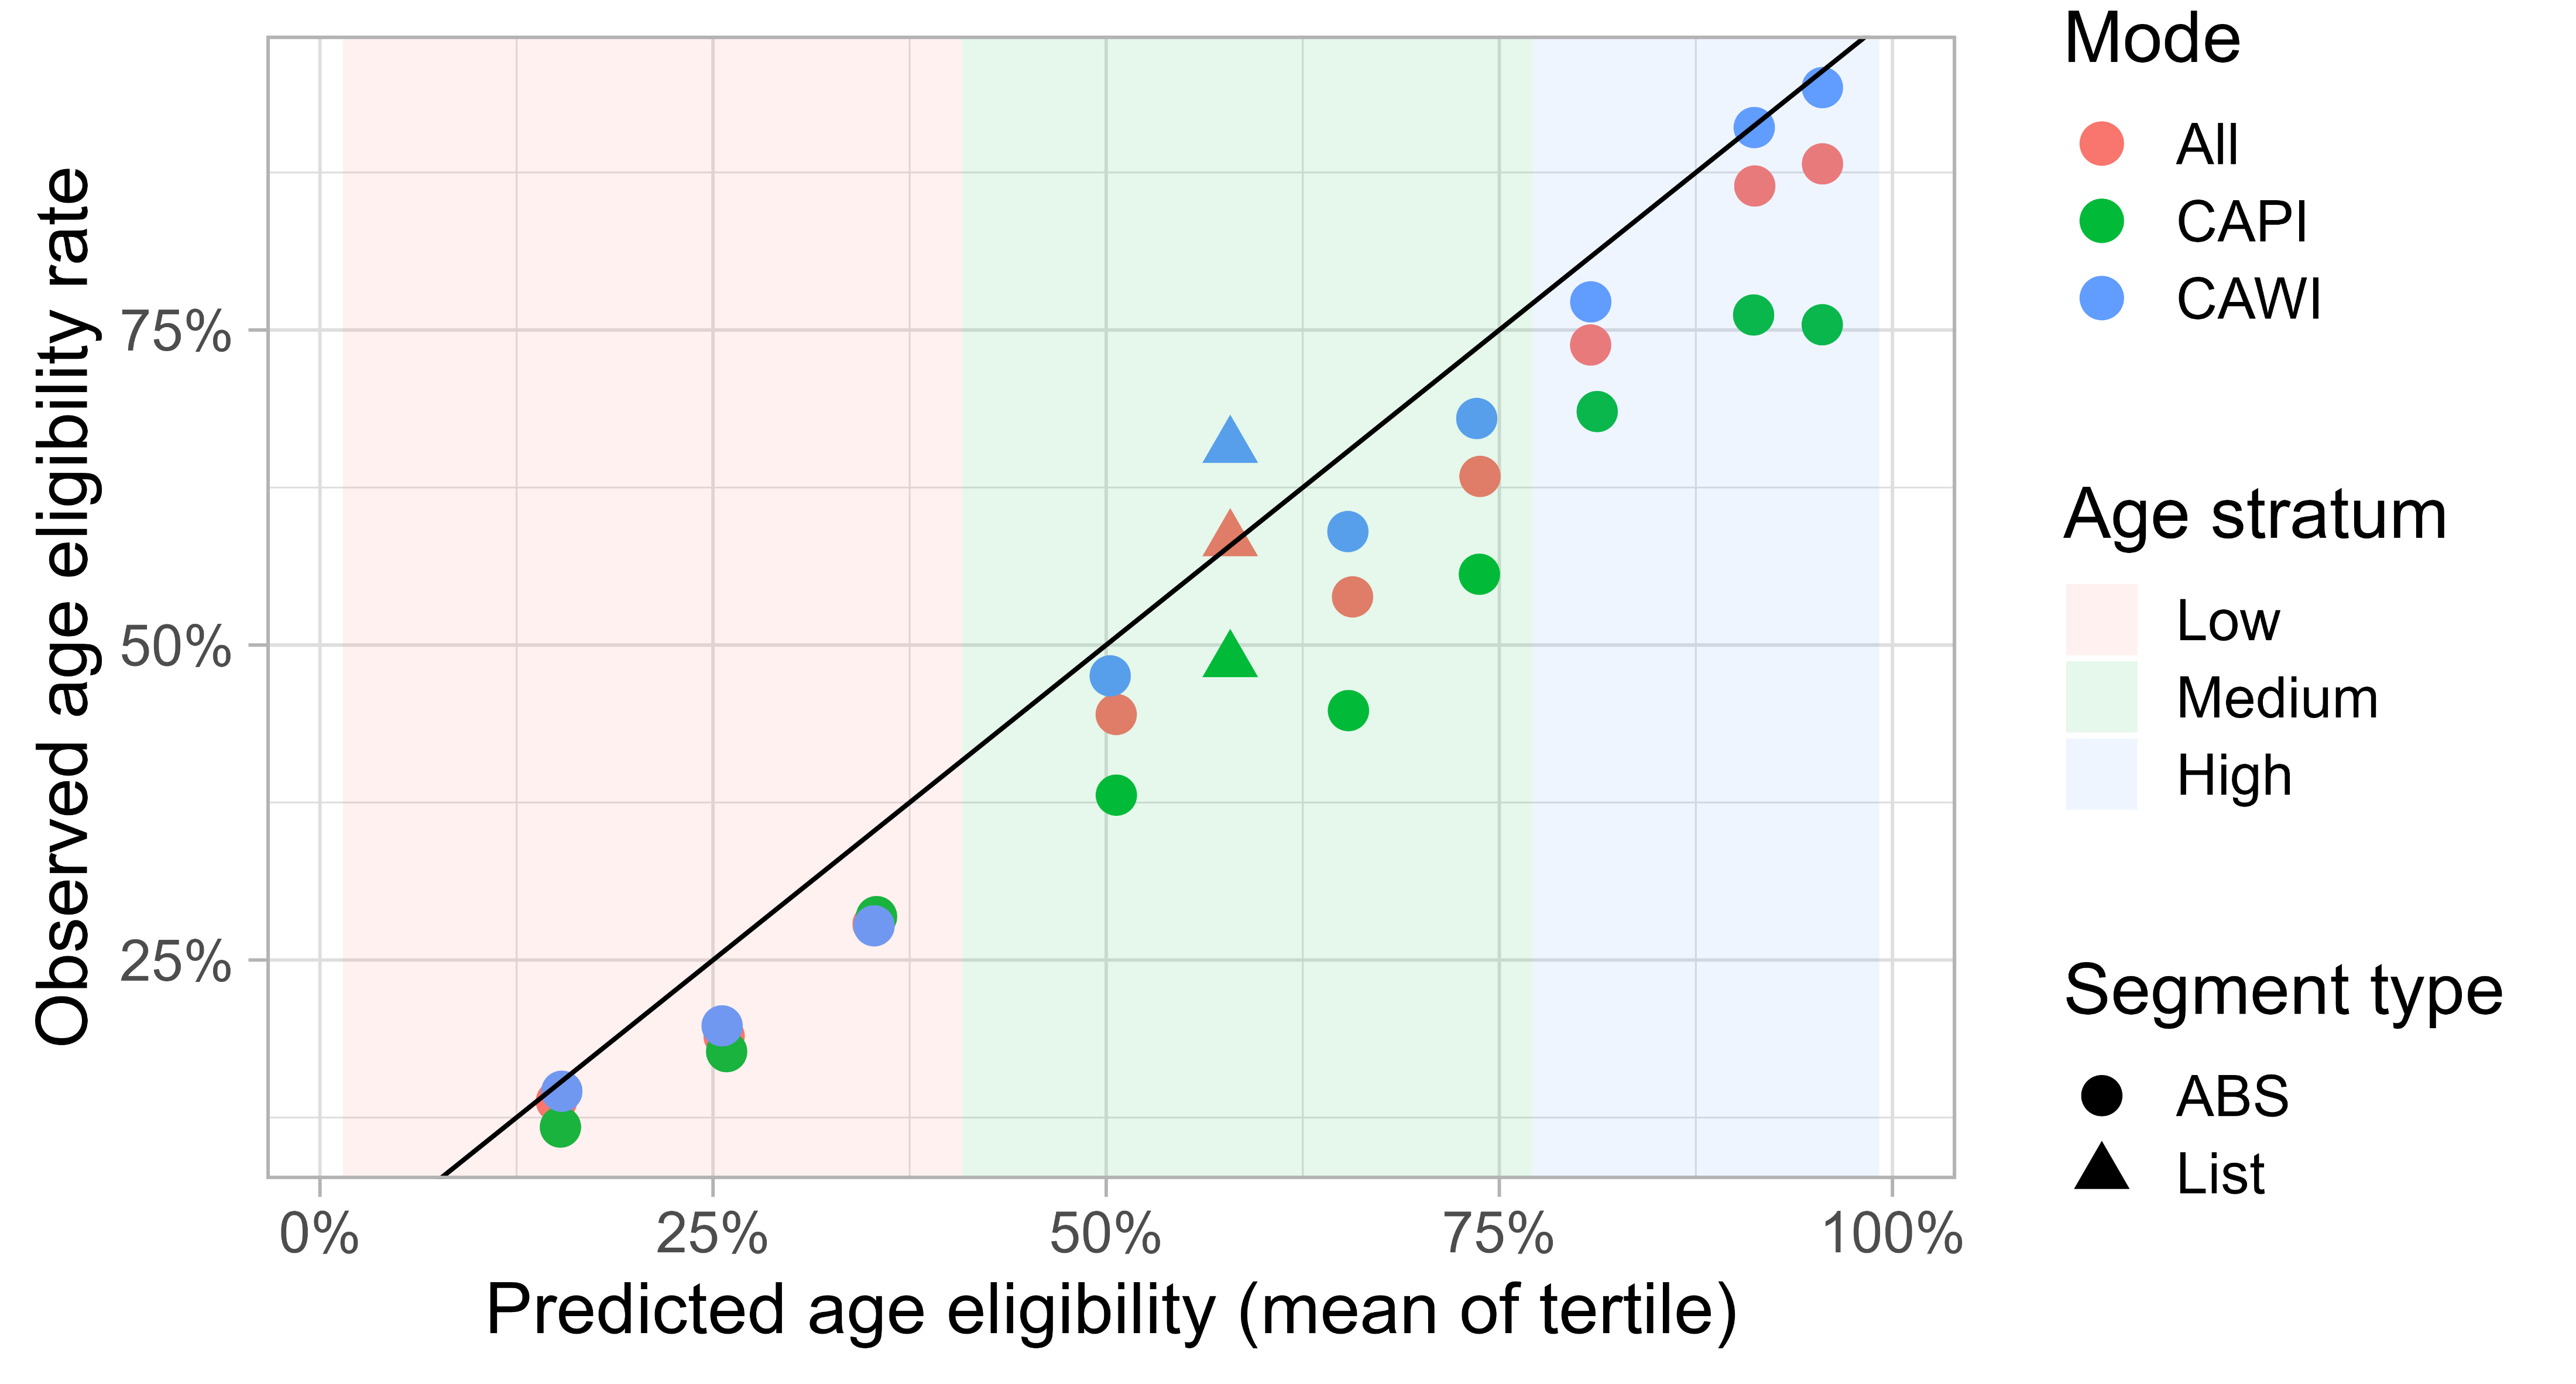 Observed age eligibility rate
75%
50%
25%
0%
25%
50%
75%
100%
Predicted age eligibility (mean of tertile)
Mode
All
CAPI
CAWI
Age stratum
Low
Medium
High
Segment type
ABS
List